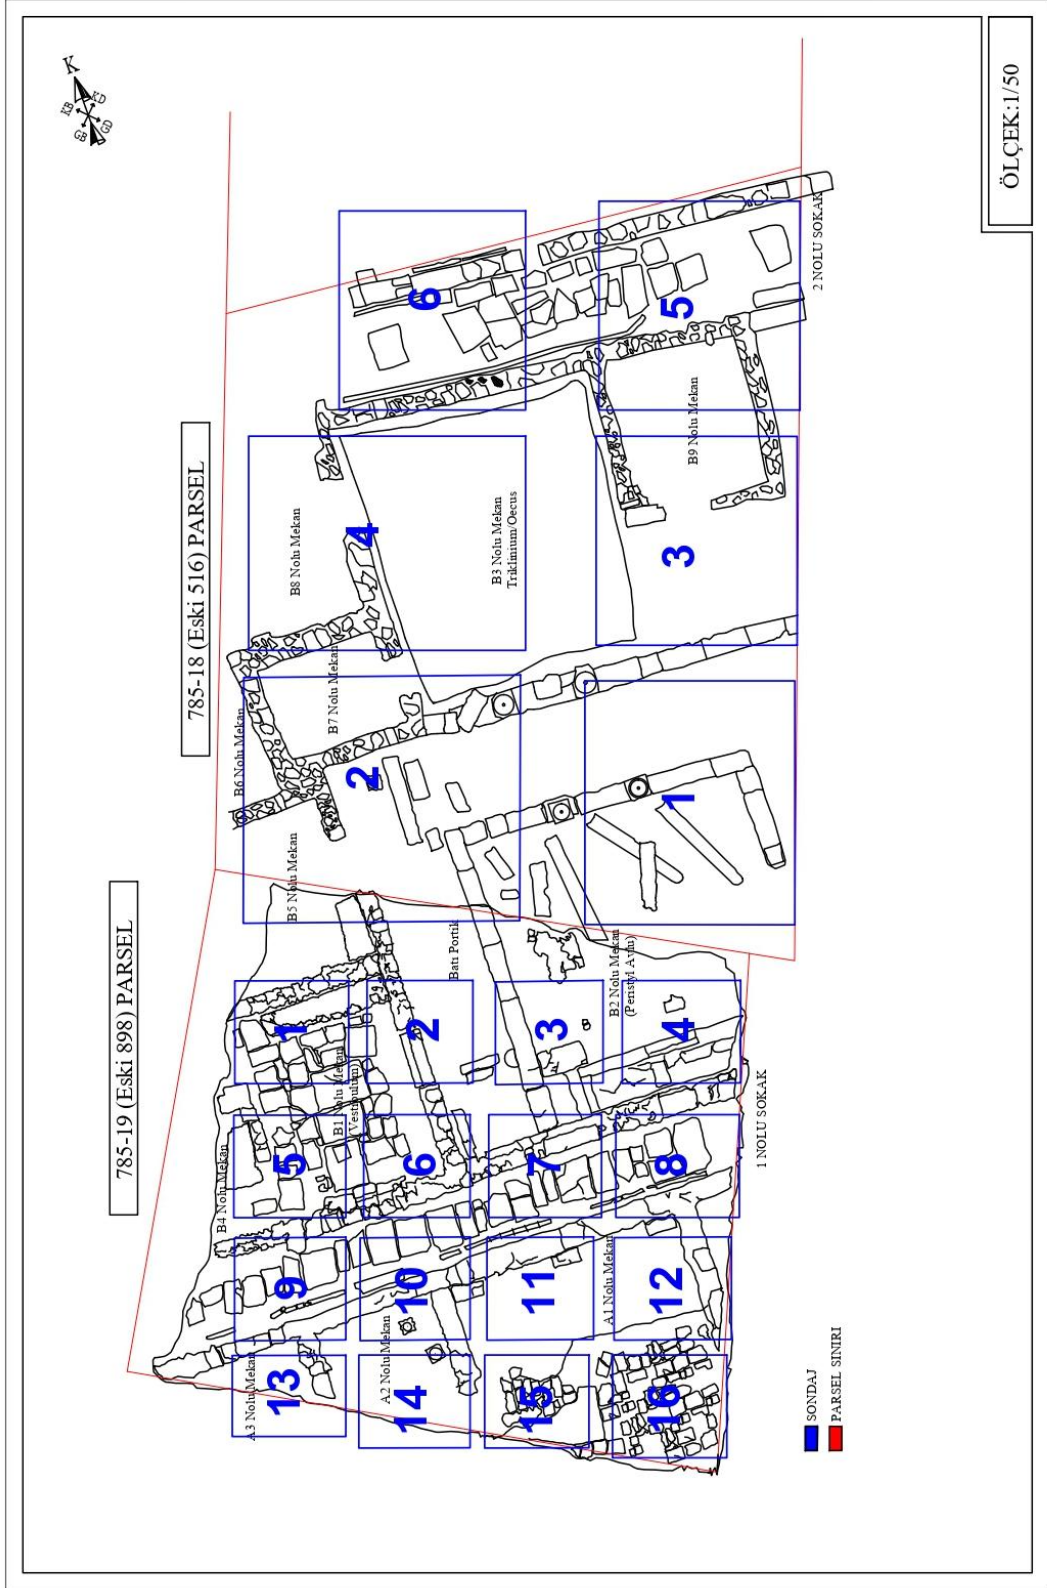 K
KB
KD
GB
GD
ÖLÇEK:1/50
785-18 (Eski 516) PARSEL
785-19 (Eski 898) PARSEL
6
5
2 NOLU SOKAK
B9 Nolu Mekan
B8 Nolu Mekan
4
B3 Nolu Mekan
Triklinium/Oecus
3
B7 Nolu Mekan
B6 Nolu Mekan
2
1
B5 Nolu Mekan
Batı Portik
B2 Nolu Mekan
(Peristyl Avlu)
1
2
3
4
B1 Nolu Mekan
(Vestibulum)
1 NOLU SOKAK
B4 Nolu Mekan
5
6
7
8
9
10
11
12
A1 Nolu Mekan
A2 Nolu Mekan
A3 Nolu Mekan
13
14
15
16
SONDAJ
PARSEL SINIRI